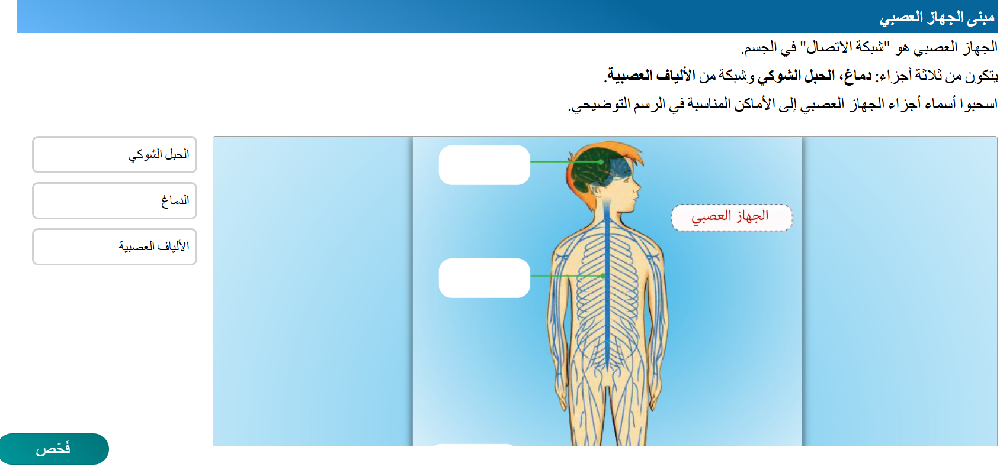 مبنى الجهاز العصبي
الجهاز العصبي هو "شبكة الاتصال" في الجسم.
يتكون من ثلاثة أجزاء: دماغ، الحبل الشوكي وشبكة من الألياف العصبية.
اسحبوا أسماء أجزاء الجهاز العصبي إلى الأماكن المناسبة في الرسم التوضيحي.
الجهاز العصبي
الحبل الشوكي
الدماغ
الألياف العصبية
فَحْص